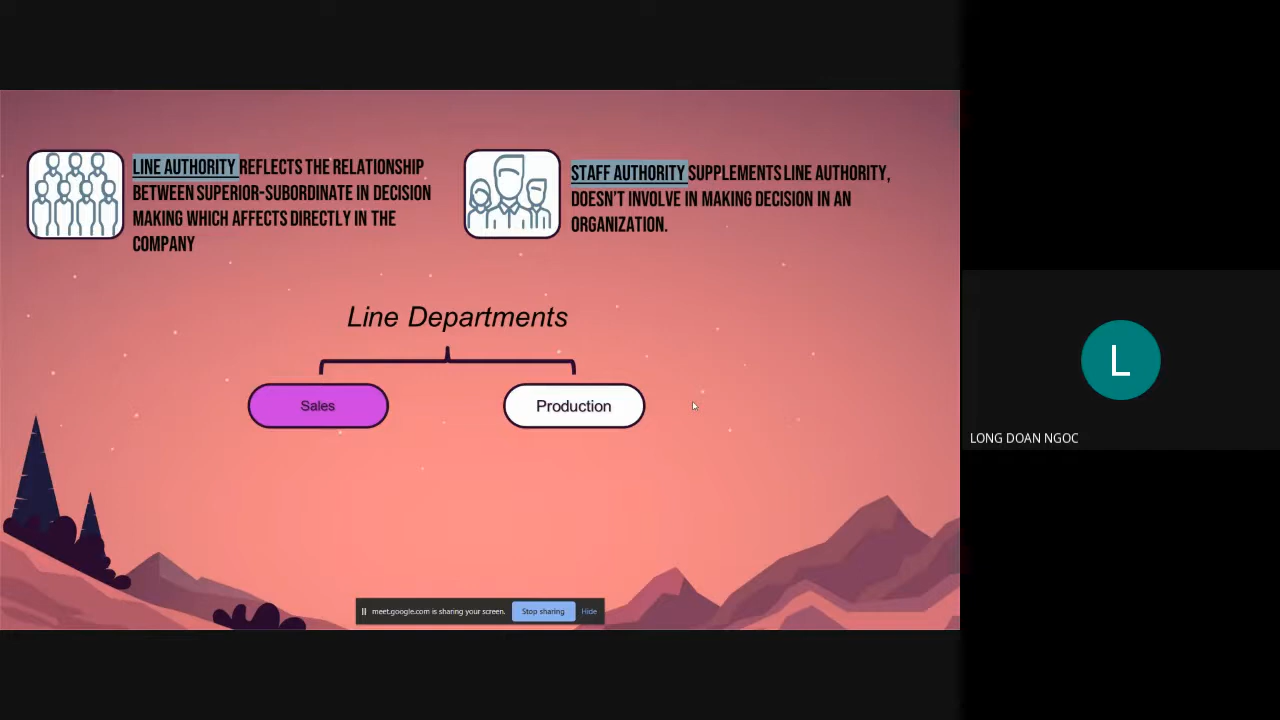 LINE AUTHORITY REFLECTS THE RELATIONSHIP
BETWEEN SUPERIOR-SUBORDINATE IN DECISION
MAKING WHICH AFFECTS DIRECTLY IN THE
COMPANY
STAFF AUTHORITY SUPPLEMENTS LINE AUTHORITY,
DOESN'T INVOLVE IN MAKING DECISION IN AN
ORGANIZATION.
Line Departments
Sales
Production
meet.google.com is sharing your screen.
Stop sharing
Hide
L
LONG DOAN NGOC